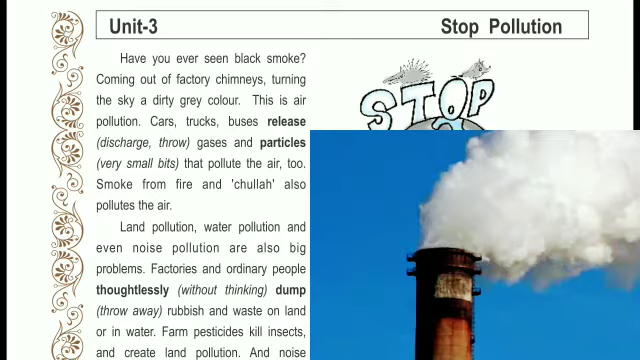 Unit-3
Stop Pollution
Have you ever seen black smoke?
Coming out of factory chimneys, turning
the sky a dirty grey colour. This is air
pollution. Cars, trucks, buses release
(discharge, throw) gases and particles
(very small bits) that pollute the air, too.
Smoke from fire and 'chullah' also
pollutes the air.
Land pollution, water pollution and
even noise pollution are also big
problems. Factories and ordinary people
thoughtlessly (without thinking) dump
(throw away) rubbish and waste on land
or in water. Farm pesticides kill insects,
and create land pollution. And noise
STOP